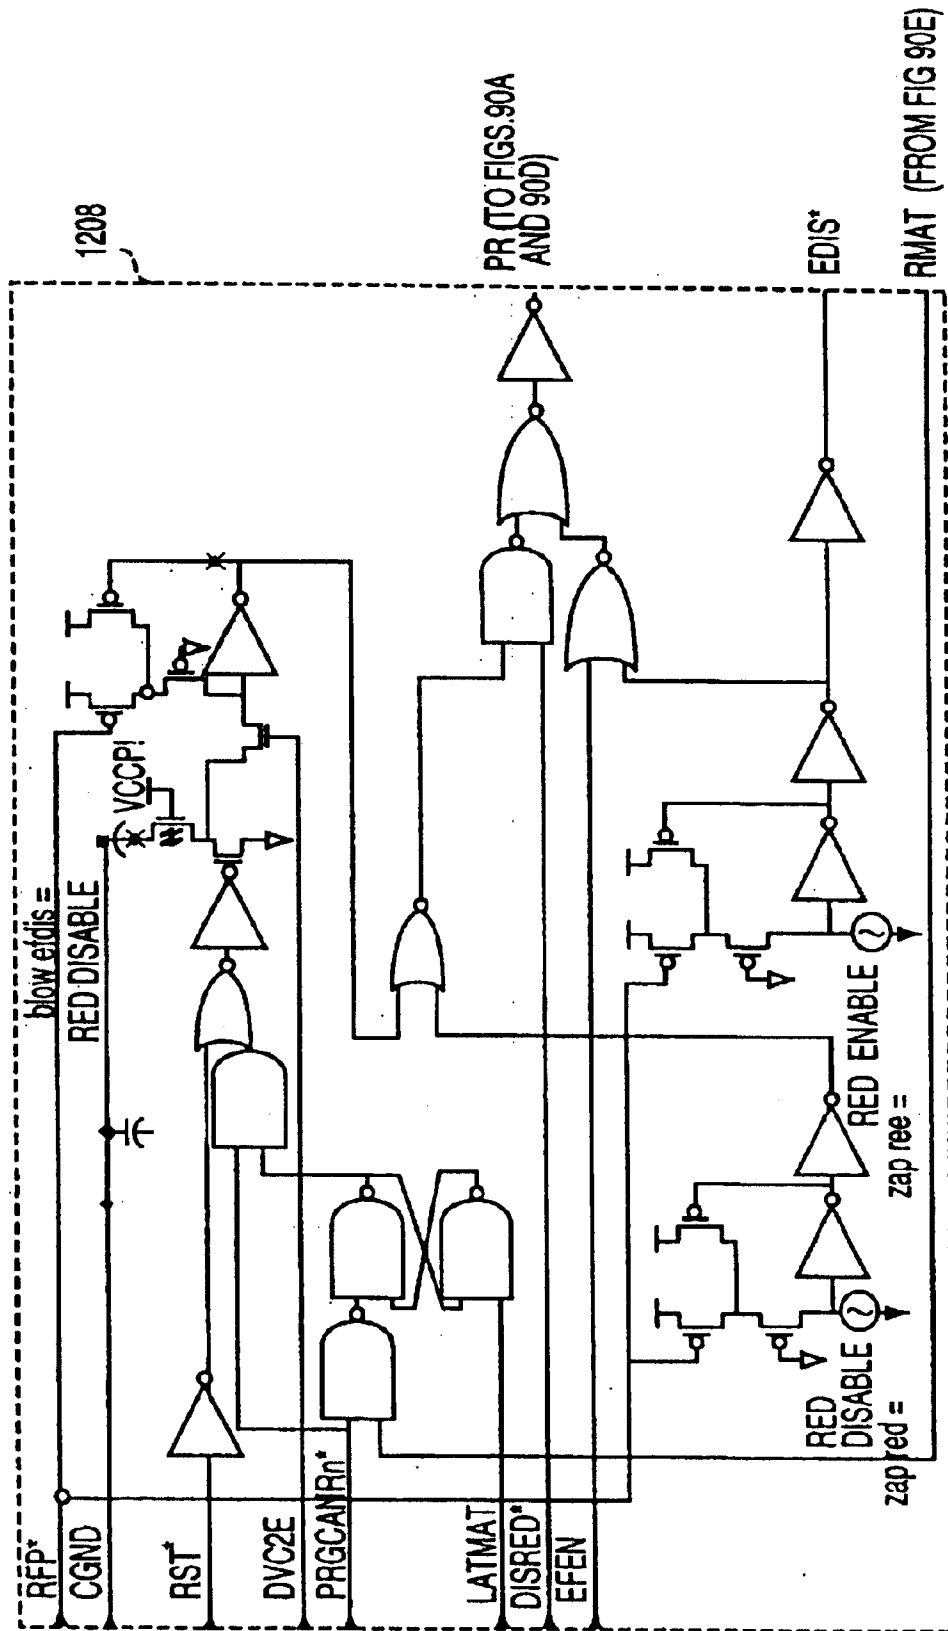 1208
RFP*
CGND
RST*
DVC2E
PRGCANRn*
LATMAT
DISRED*
EFEN
blow efdis =
RED DISABLE
VCCP!
PR (TO FIGS.90A
AND 90D)
EDIS*
RMAT (FROM FIG 90E)
RED
DISABLE
zap red =
RED ENABLE
zap ree =